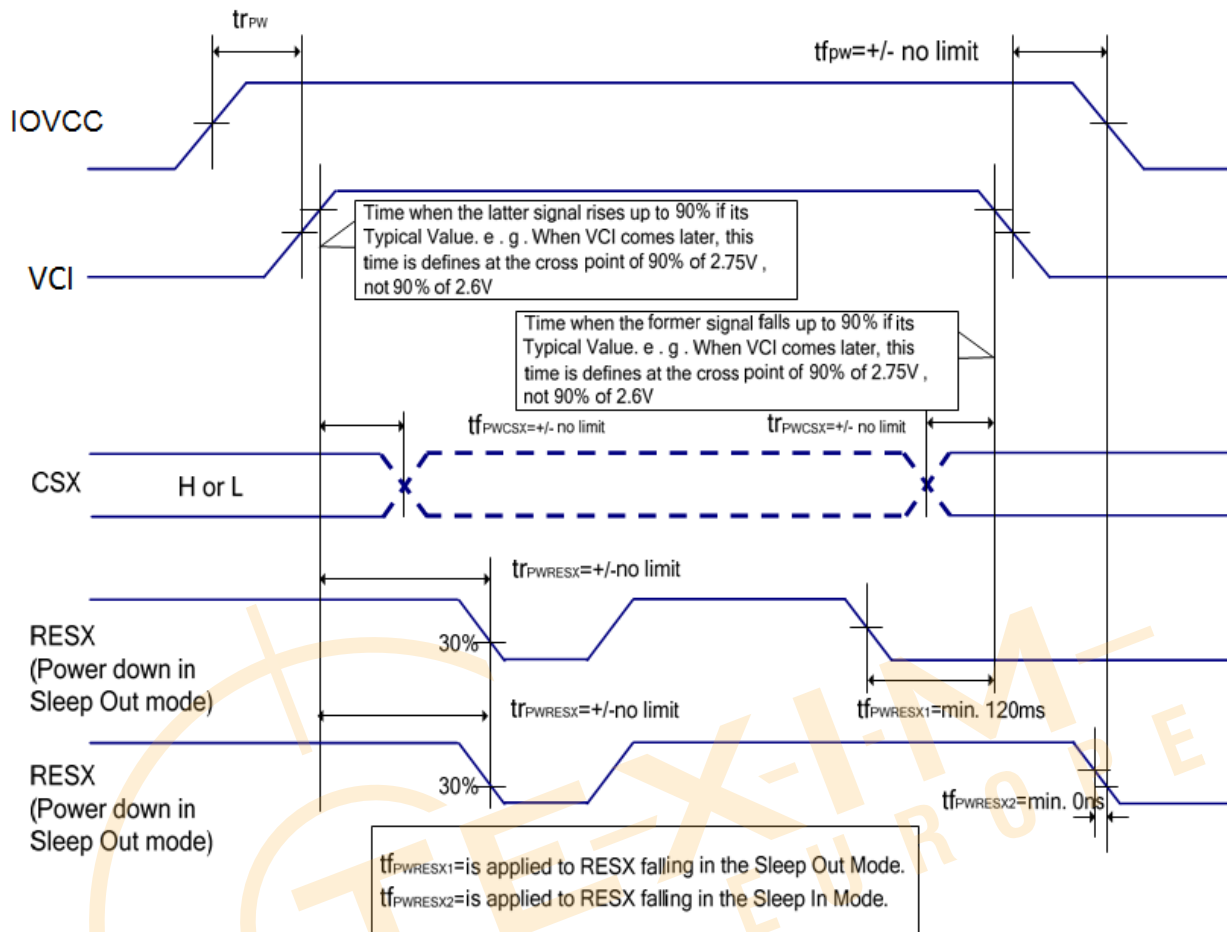 trPW
tfpw=+/- no limit
IOVCC
Time when the latter signal rises up to 90% if its
Typical Value. e . g . When VCI comes later, this
time is defines at the cross point of 90% of 2.75V ,
not 90% of 2.6V
VCI
Time when the former signal falls up to 90% if its
Typical Value. e . g . When VCI comes later, this
time is defines at the cross point of 90% of 2.75V ,
not 90% of 2.6V
tfPWCSX=+/- no limit
trPWCSX=+/- no limit
CSX
H or L
trPWRESX=+/-no limit
RESX
(Power down in
Sleep Out mode)
30%
tfPWRESX1=min. 120ms
trPWRESX=+/-no limit
RESX
(Power down in
Sleep Out mode)
30%
tfPWRESX2=min. 0ns
tfPWRESX1=is applied to RESX falling in the Sleep Out Mode.
tfPWRESX2=is applied to RESX falling in the Sleep In Mode.
TEXIM
EUROPE